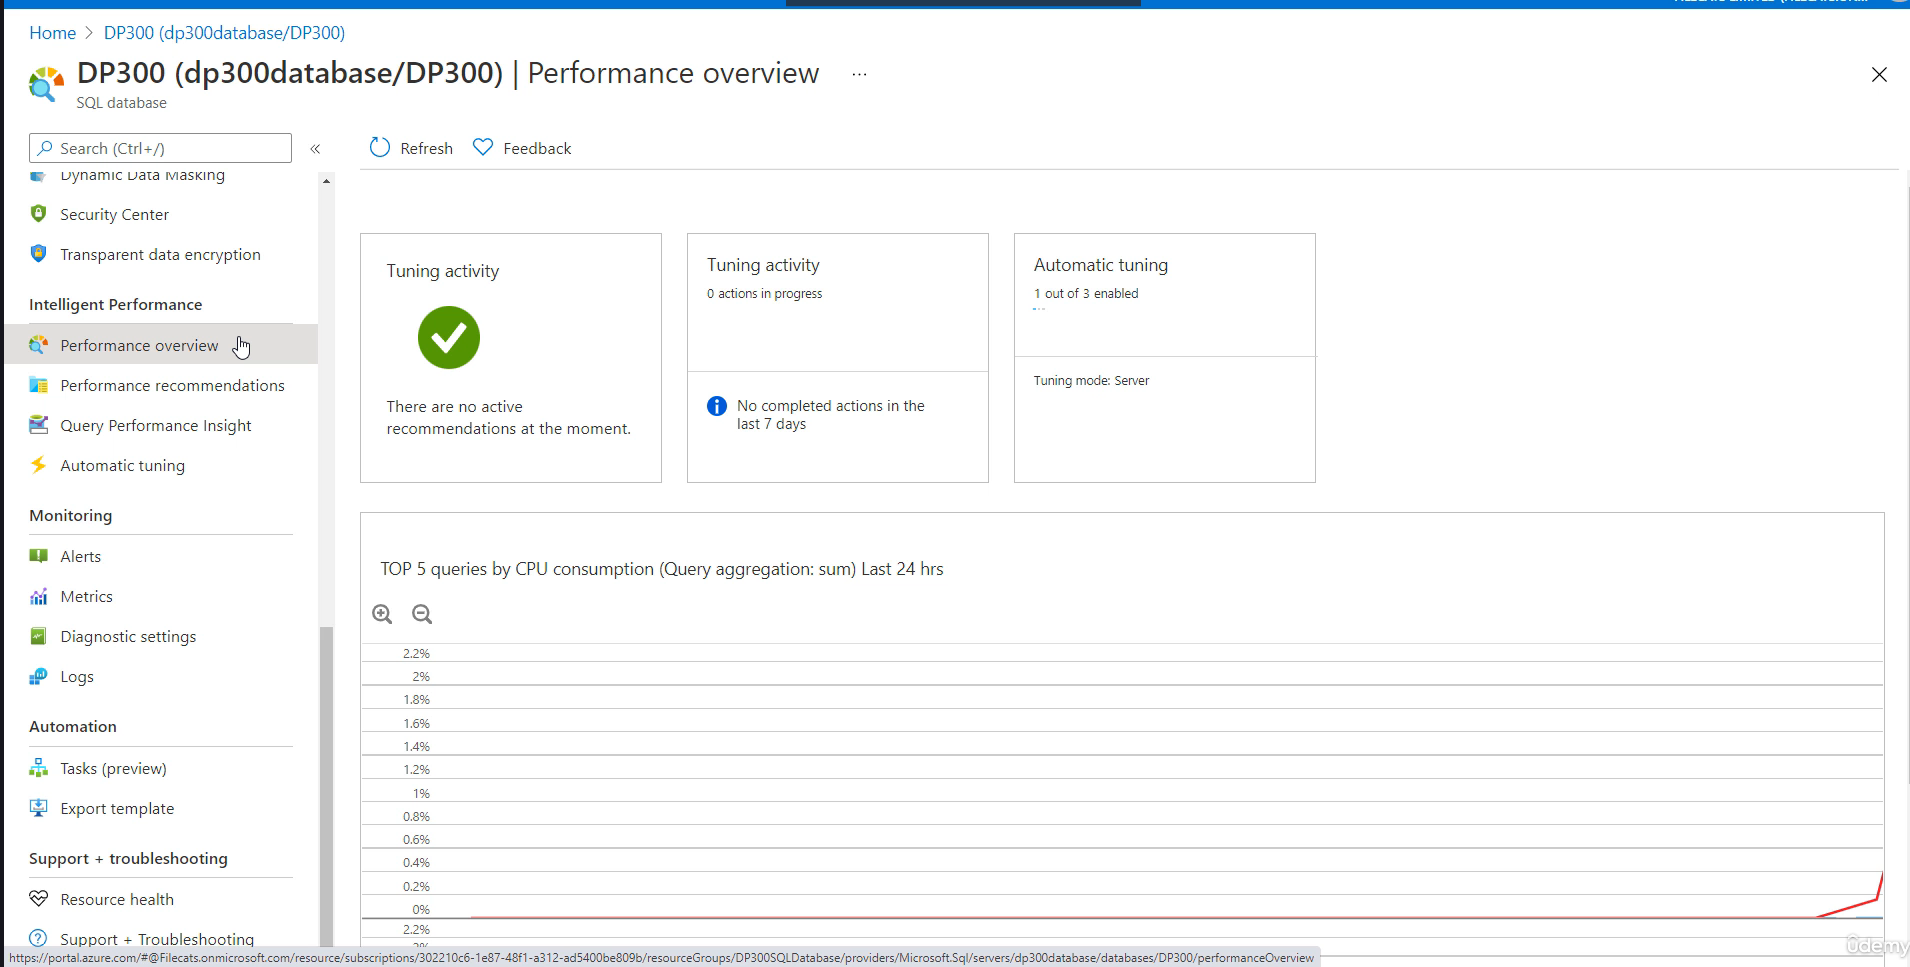 Home > DP300 (dp300database/DP300)
DP300 (dp300database/DP300) | Performance overview ...
SQL database
Search (Ctrl+/)
«
Refresh
Feedback
Dynamic Data Masking
Security Center
Transparent data encryption
Intelligent Performance
Performance overview
Performance recommendations
Query Performance Insight
Automatic tuning
Monitoring
Alerts
Metrics
Diagnostic settings
Logs
Automation
Tasks (preview)
Export template
Support + troubleshooting
Resource health
Support + Troubleshooting
Tuning activity
There are no active
recommendations at the moment.
Tuning activity
0 actions in progress
No completed actions in the
last 7 days
Automatic tuning
1 out of 3 enabled
Tuning mode: Server
TOP 5 queries by CPU consumption (Query aggregation: sum) Last 24 hrs
2.2%
2%
1.8%
1.6%
1.4%
1.2%
1%
0.8%
0.6%
0.4%
0.2%
0%
2.2%
2%
https://portal.azure.com/#@Filecats.onmicrosoft.com/resource/subscriptions/302210c6-1e87-48f1-a312-ad5400be809b/resourceGroups/DP300SQLDatabase/providers/Microsoft.Sql/servers/dp300database/databases/DP300/performanceOverview
ûdemy